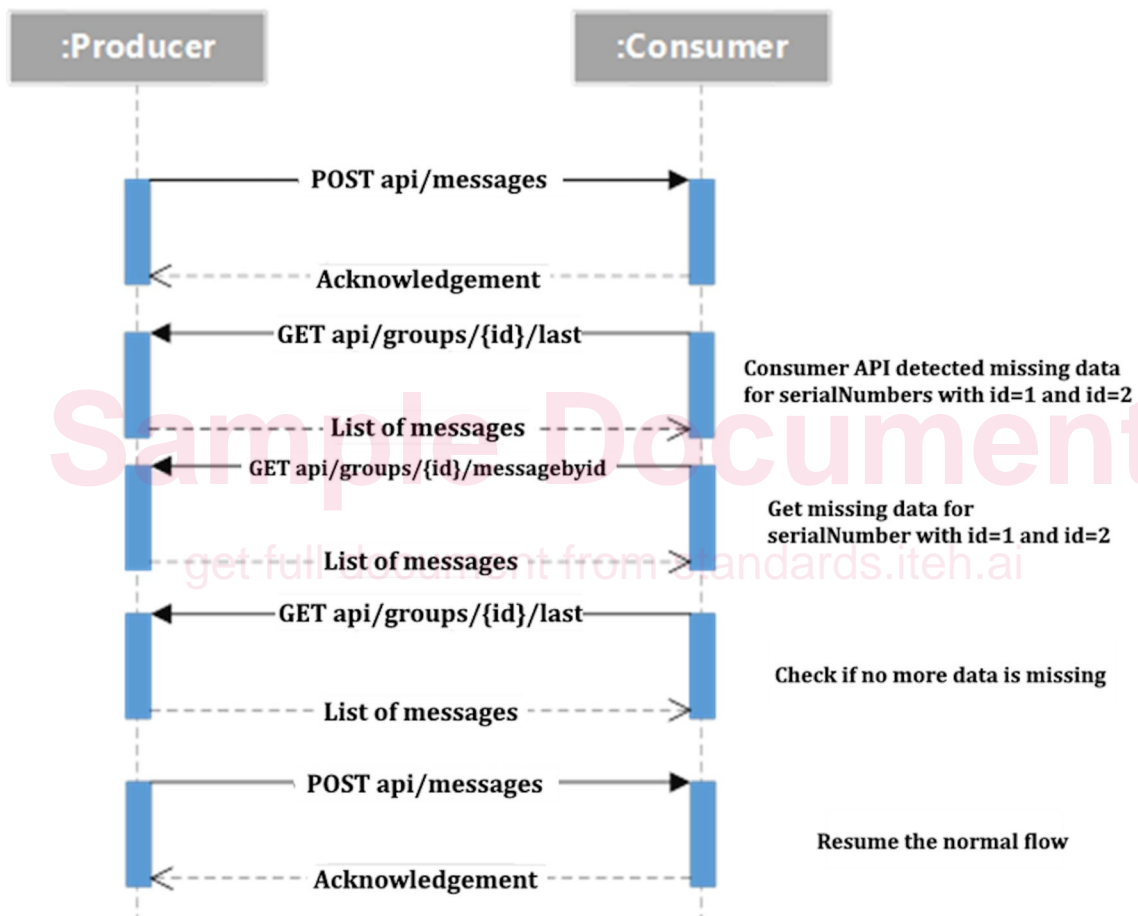 :Producer
:Consumer
POST api/messages
Acknowledgement
GET api/groups/{id}/last
Consumer API detected missing data
for serialNumbers with id=1 and id=2
Sample Document
List of messages
GET api/groups/{id}/messagebyid
Get missing data for
serialNumber with id=1 and id=2
get full document from standards.iteh.ai
List of messages
GET api/groups/{id}/last
Check if no more data is missing
List of messages
POST api/messages
Resume the normal flow
Acknowledgement